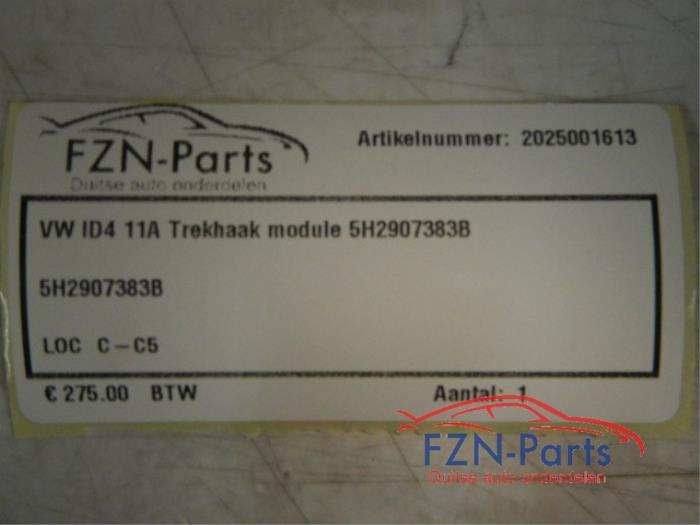 FZN-Parts
Duitse auto onderdelen
Artikelnummer: 2025001613
VW ID4 11A Trekhaak module 5H2907383B
5H2907383B
LOC C-C5
€ 275.00 BTW
Aantal: 1
FZN-Parts
Duitse auto onderdelen